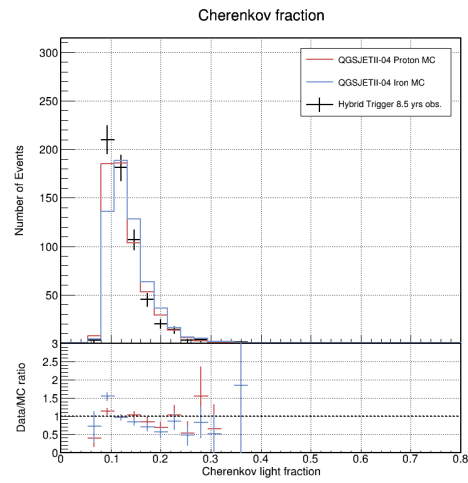 Cherenkov fraction
Number of Events
300
250
200
150
100
50
QGSJETII-04 Proton MC
QGSJETII-04 Iron MC
Hybrid Trigger 8.5 yrs obs.
Data/MC ratio
3
2.5
2
1.5
1
0.5
0
0 0.1 0.2 0.3 0.4 0.5 0.6 0.7 0.8
Cherenkov light fraction